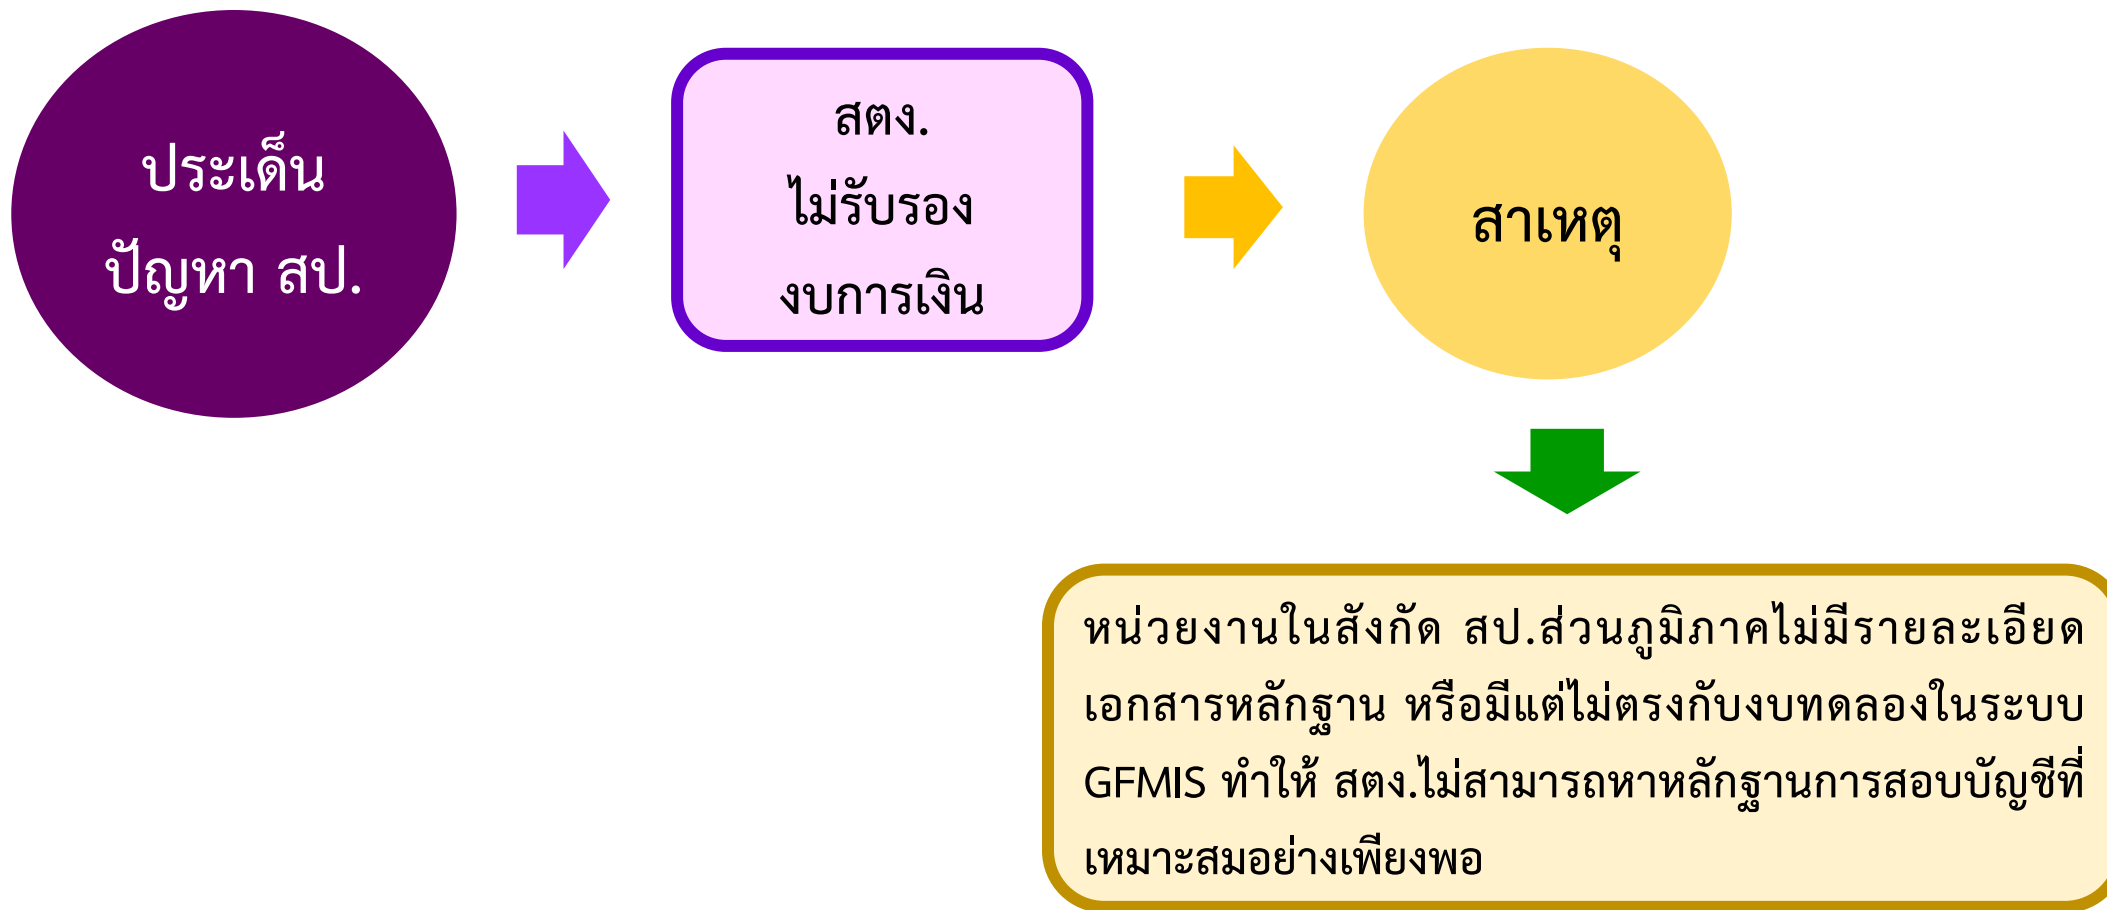 ประเด็น
ปัญหา สป.
สตง.
ไม่รับรอง
งบการเงิน
สาเหตุ
หน่วยงานในสังกัด สป.ส่วนภูมิภาคไม่มีรายละเอียด
เอกสารหลักฐาน หรือมีแต่ไม่ตรงกับงบทดลองในระบบ
GFMIS ทำให้ สตง.ไม่สามารถหาหลักฐานการสอบบัญชีที่
เหมาะสมอย่างเพียงพอ